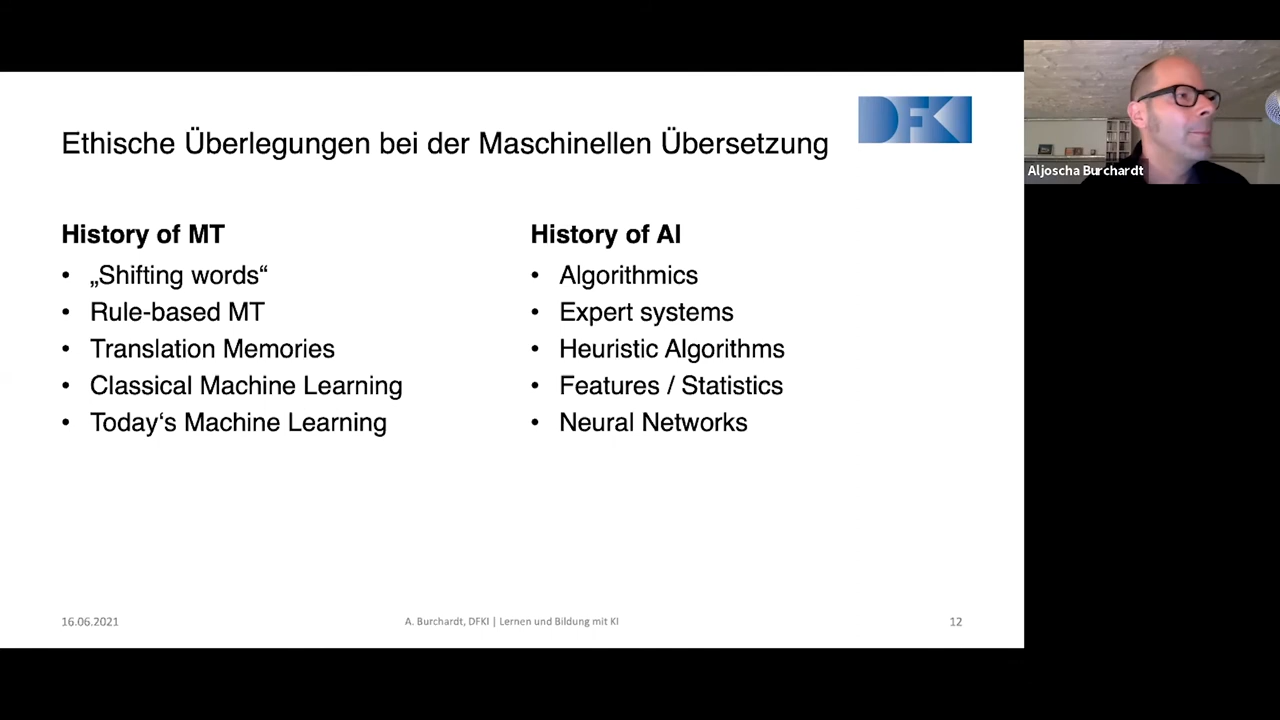 Ethische Überlegungen bei der Maschinellen Übersetzung
DFKI
Aljoscha Burchardt
History of MT
• „Shifting words“
• Rule-based MT
• Translation Memories
• Classical Machine Learning
• Today‘s Machine Learning
History of AI
• Algorithmics
• Expert systems
• Heuristic Algorithms
• Features / Statistics
• Neural Networks
16.06.2021
A. Burchardt, DFKI | Lernen und Bildung mit KI
12